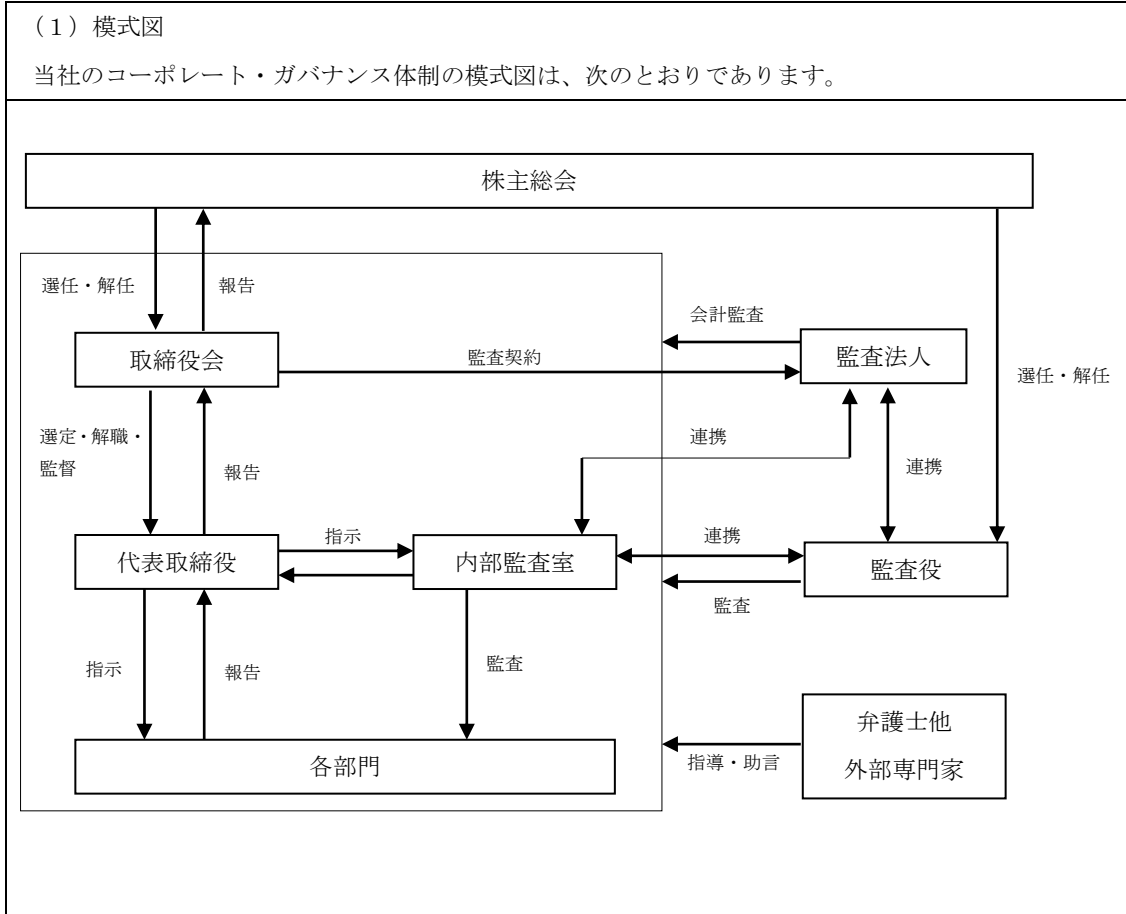 （１）模式図
当社のコーポレート・ガバナンス体制の模式図は、次のとおりであります。
株主総会
選任・解任
報告
会計監査
取締役会
監査契約
監査法人
選任・解任
選定・解職・
監督
報告
連携
連携
代表取締役
指示
内部監査室
連携
監査役
監査
指示
報告
監査
各部門
指導・助言
弁護士他
外部専門家